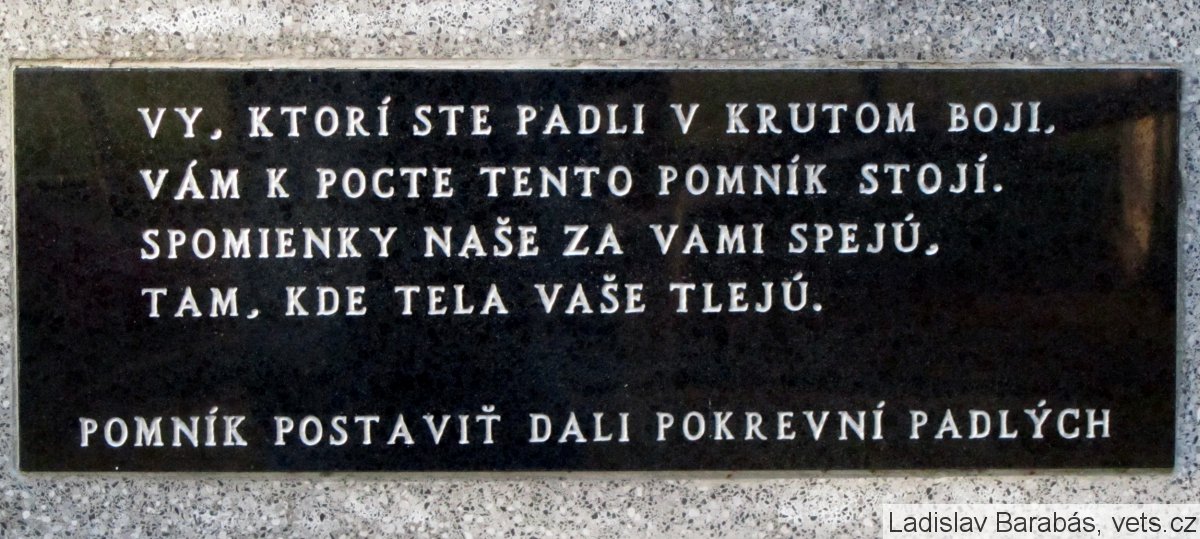 VY, KTORÍ STE PADLI V KRUTOM BOJI,
VÁM K POCTE TENTO POMNÍK STOJÍ.
SPOMIENKY NAŠE ZA VAMI SPEJÚ,
TAM, KDE TELA VAŠE TLEJÚ.
POMNÍK POSTAVIŤ DALI POKREVNÍ PADLÝCH
Ladislav Barabás, vets.cz